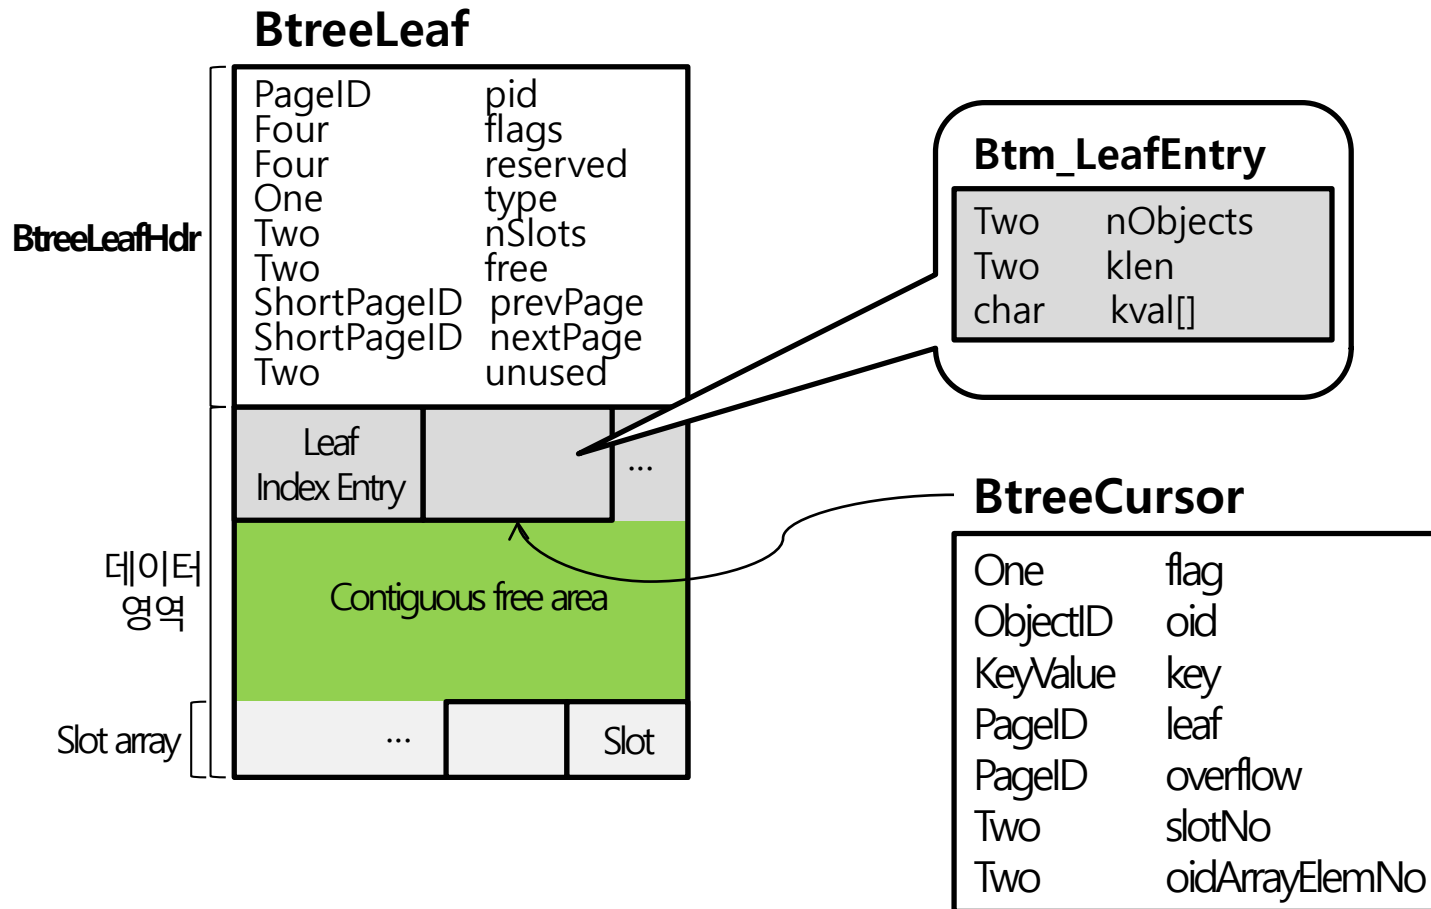 BtreeLeaf
PageID pid
Four flags
Four reserved
One type
Two nSlots
Two free
ShortPageID prevPage
ShortPageID nextPage
Two unused
BtreeLeafHdr
Leaf
Index Entry
...
데이터
영역
Contiguous free area
Slot array
...
Slot
Btm_LeafEntry
Two nObjects
Two klen
char kval[]
BtreeCursor
One flag
ObjectID oid
KeyValue key
PageID leaf
PageID overflow
Two slotNo
Two oidArrayElemNo